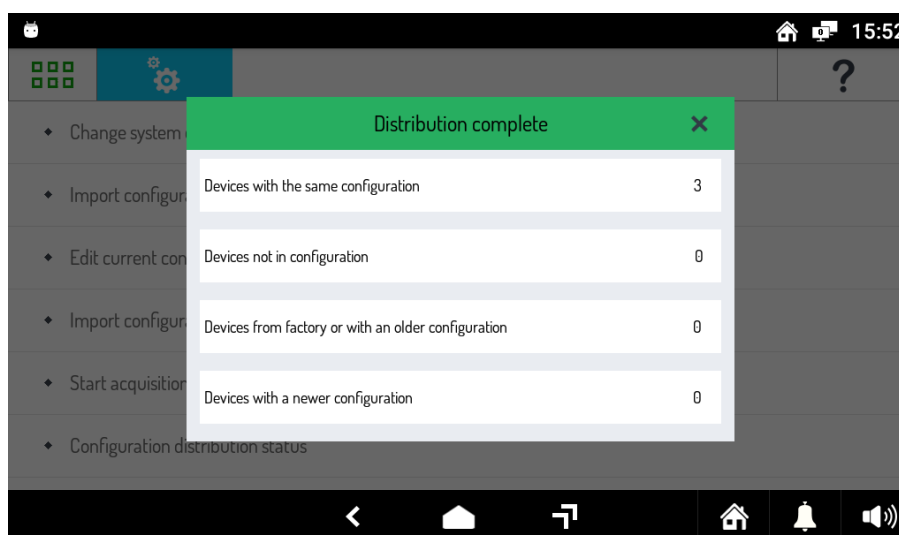 15:52
?
Distribution complete
Change system
Devices with the same configuration 3
Import configur
Devices not in configuration 0
Edit current con
Devices from factory or with an older configuration 0
Import configur
Start acquisition
Devices with a newer configuration 0
Configuration distribution status